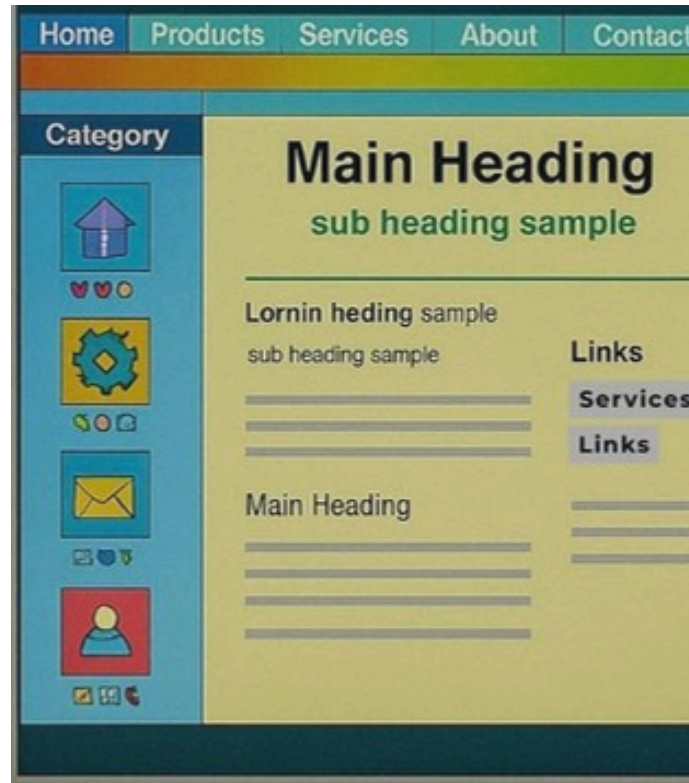 Home Products Services About Contact
Category
Main Heading
sub heading sample
Lornin heding sample
sub heading sample
Links
Services
Links
Main Heading